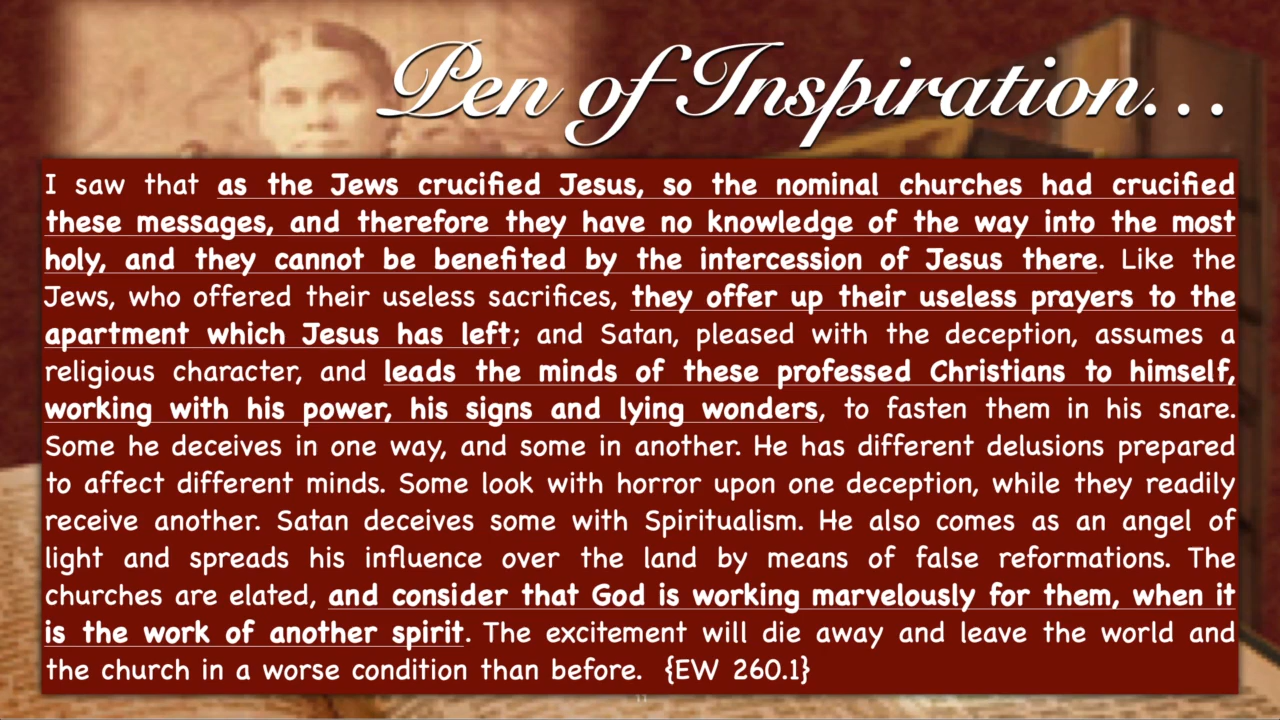 Pen of Inspiration...
I saw that as the Jews crucified Jesus, so the nominal churches had crucified
these messages, and therefore they have no knowledge of the way into the most
holy, and they cannot be benefited by the intercession of Jesus there. Like the
Jews, who offered their useless sacrifices, they offer up their useless prayers to the
apartment which Jesus has left; and Satan, pleased with the deception, assumes a
religious character, and leads the minds of these professed Christians to himself,
working with his power, his signs and lying wonders, to fasten them in his snare.
Some he deceives in one way, and some in another. He has different delusions prepared
to affect different minds. Some look with horror upon one deception, while they readily
receive another. Satan deceives some with Spiritualism. He also comes as an angel of
light and spreads his influence over the land by means of false reformations. The
churches are elated, and consider that God is working marvelously for them, when it
is the work of another spirit. The excitement will die away and leave the world and
the church in a worse condition than before. {EW 260.1}